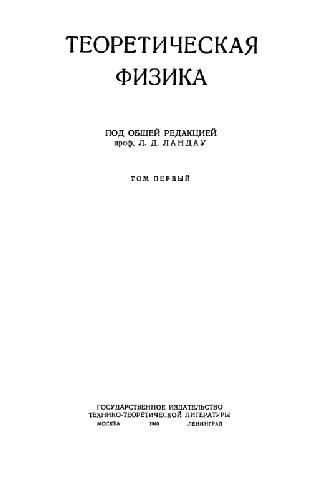 ТЕОРЕТИЧЕСКАЯ
ФИЗИКА
ПОД ОБЩЕЙ РЕДАКЦИЕЙ
проф. Л. Д. ЛАНДАУ
ТОМ ПЕРВЫЙ
ГОСУДАРСТВЕННОЕ ИЗДАТЕЛЬСТВО
ТЕХНИКО-ТЕОРЕТИЧЕСКОЙ ЛИТЕРАТУРЫ
МОСКВА 1940 ЛЕНИНГРАД